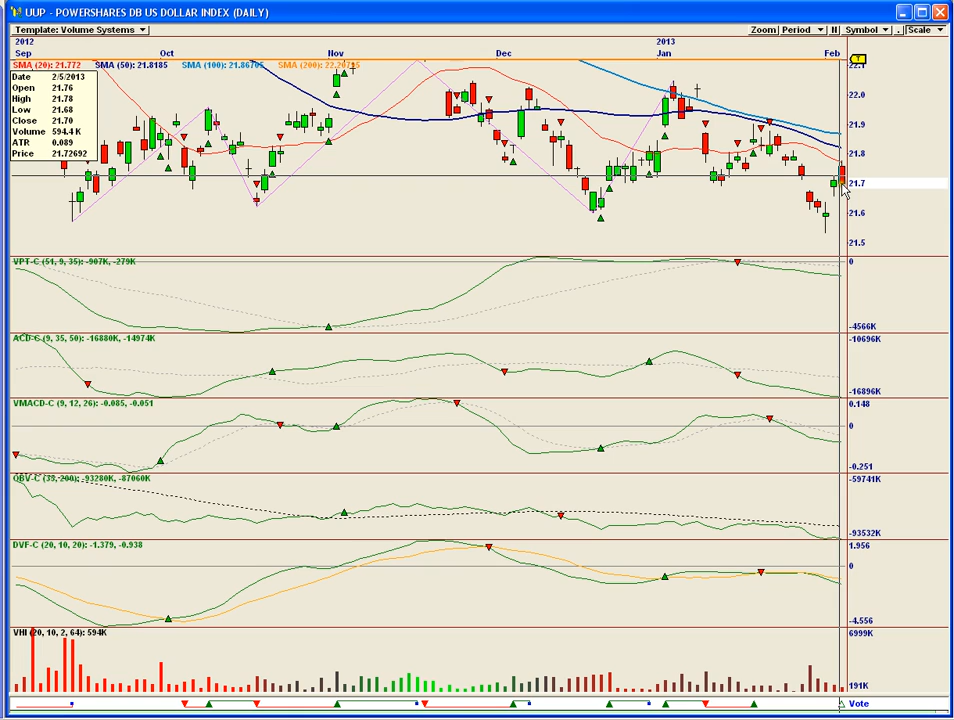 UUP - POWERSHARES DB US DOLLAR INDEX (DAILY)
Template: Volume Systems
Zoom Period Symbol . Scale
2012 2013
Sep Oct Nov Dec Jan Feb
SMA (20): 21.772 SMA (50): 21.8185 SMA (100): 21.86705 SMA (200): 22.20795
Date 2/5/2013
Open 21.76
High 21.78
Low 21.68
Close 21.70
Volume 594.4 K
ATR 0.089
Price 21.72692
22.1
22.0
21.9
21.8
21.7
21.6
21.5
VPT-C (51, 9, 35): -907K, -279K
0
-4566K
ACD-C (9, 35, 50): -16880K, -14974K
-10696K
-16896K
VMACD-C (9, 12, 26): -0.085, -0.051
0.148
0
-0.251
OBV-C (35, 200): -93280K, -87060K
-59741K
-93532K
DVF-C (20, 10, 20): -1.379, -0.938
1.956
0
-4.556
VHI (20, 10, 2, 64): 594K
6999K
191K
Vote